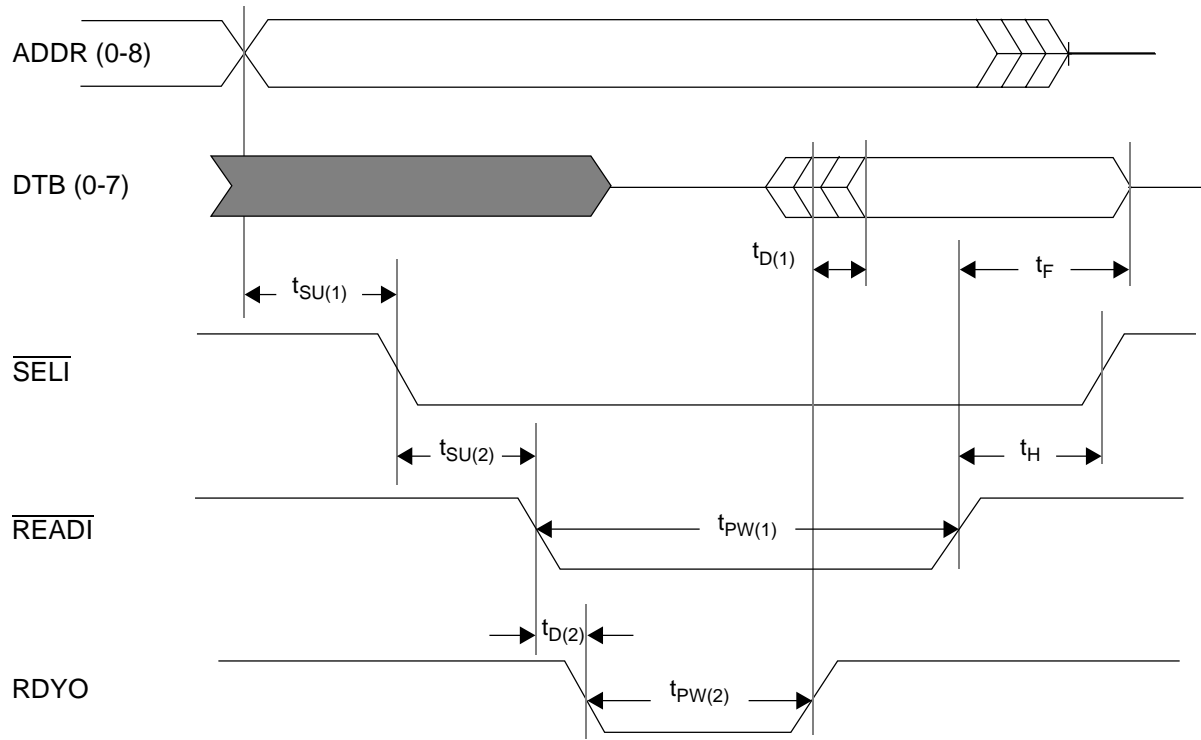 ADDR (0-8)
DTB (0-7)
tD(1)
tF
tSU(1)
SELI
tSU(2)
tH
READI
tPW(1)
tD(2)
RDYO
tPW(2)